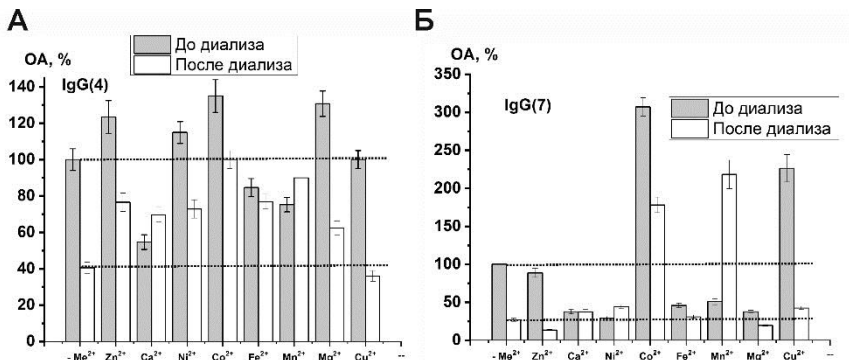 А
До диализа
После диализа
ОА, %
IgG(4)
140
120
100
80
60
40
20
0
- Me2+ Zn2+ Ca2+ Ni2+ Co2+ Fe2+ Mn2+ Mg2+ Cu2+ --
Б
ОА, %
IgG(7)
До диализа
После диализа
350
300
250
200
150
100
50
0
- Me2+ Zn2+ Ca2+ Ni2+ Co2+ Fe2+ Mn2+ Mg2+ Cu2+ --